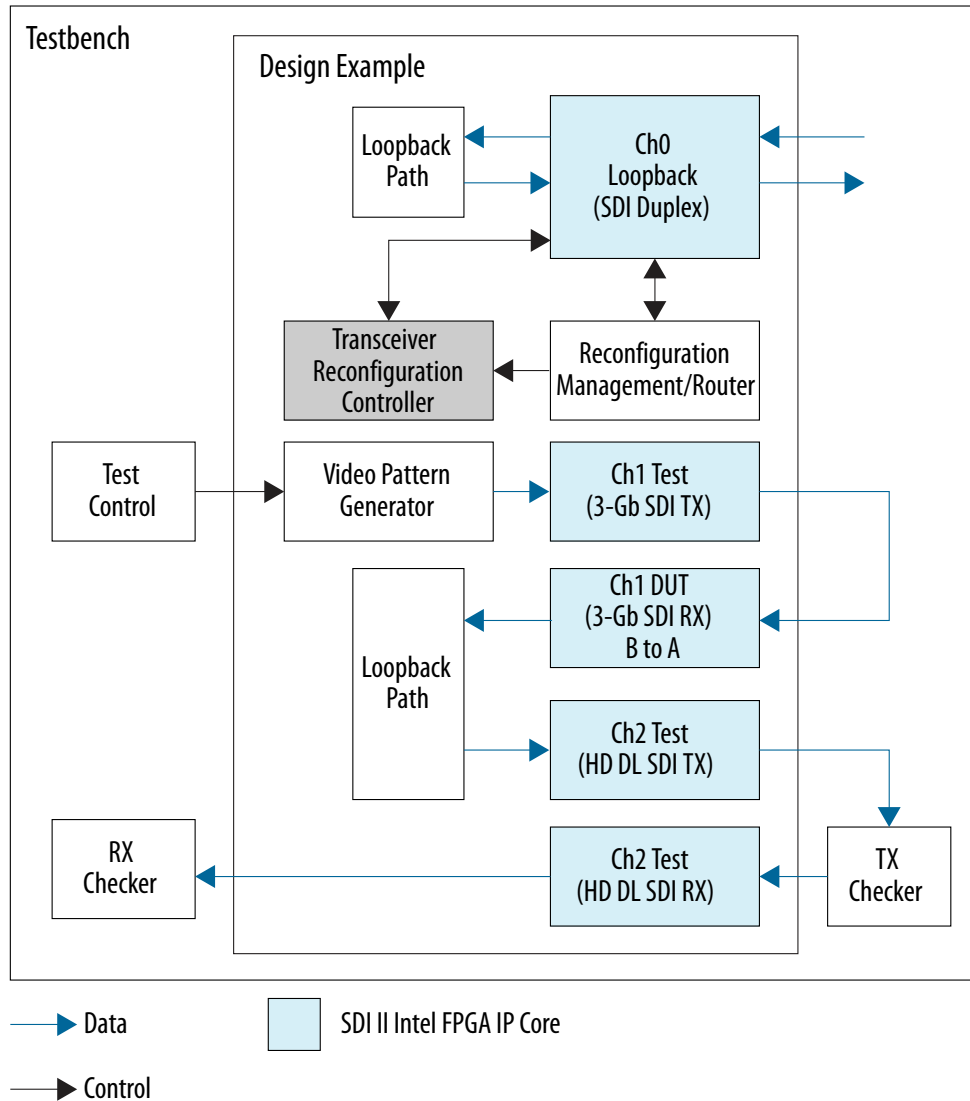 Testbench
Design Example
Loopback
Path
Ch0
Loopback
(SDI Duplex)
Transceiver
Reconfiguration
Controller
Reconfiguration
Management/Router
Test
Control
Video Pattern
Generator
Ch1 Test
(3-Gb SDI TX)
Ch1 DUT
(3-Gb SDI RX)
B to A
Loopback
Path
Ch2 Test
(HD DL SDI TX)
RX
Checker
Ch2 Test
(HD DL SDI RX)
TX
Checker
Data
SDI II Intel FPGA IP Core
Control